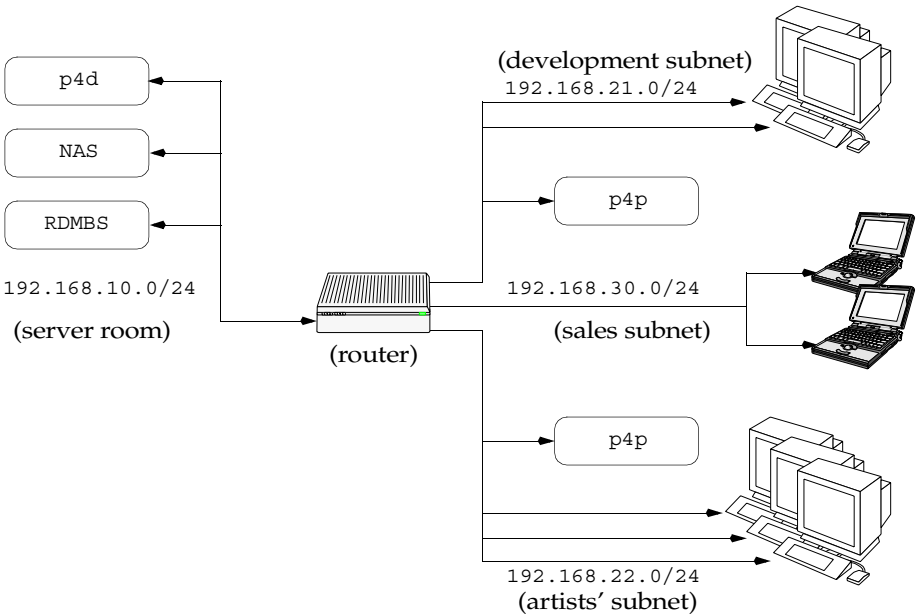 p4d
NAS
RDMBS
192.168.10.0/24
(server room)
(router)
(development subnet)
192.168.21.0/24
p4p
192.168.30.0/24
(sales subnet)
p4p
192.168.22.0/24
(artists’ subnet)